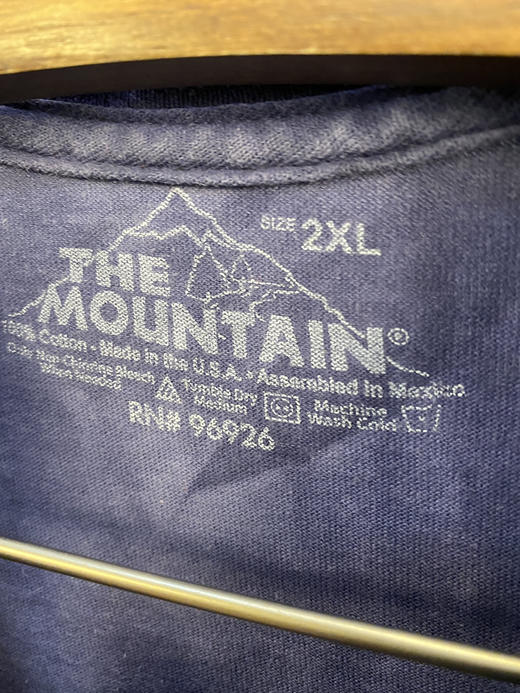 SIZE 2XL
THE
MOUNTAIN®
100% Cotton • Made in the U.S.A. • Assembled in Mexico
Only Non-Chlorine Bleach
When Needed
Tumble Dry
Medium
Machine
Wash Cold
RN# 96926